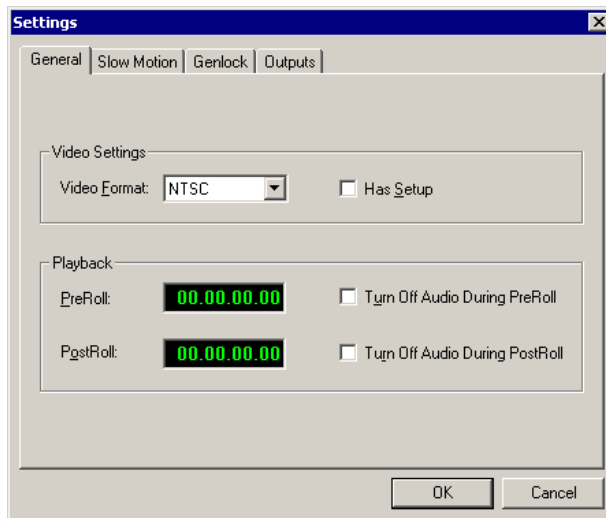 Settings
General Slow Motion Genlock Outputs
Video Settings
Video Format: NTSC Has Setup
Playback
PreRoll: 00.00.00.00 Turn Off Audio During PreRoll
PostRoll: 00.00.00.00 Turn Off Audio During PostRoll
OK Cancel